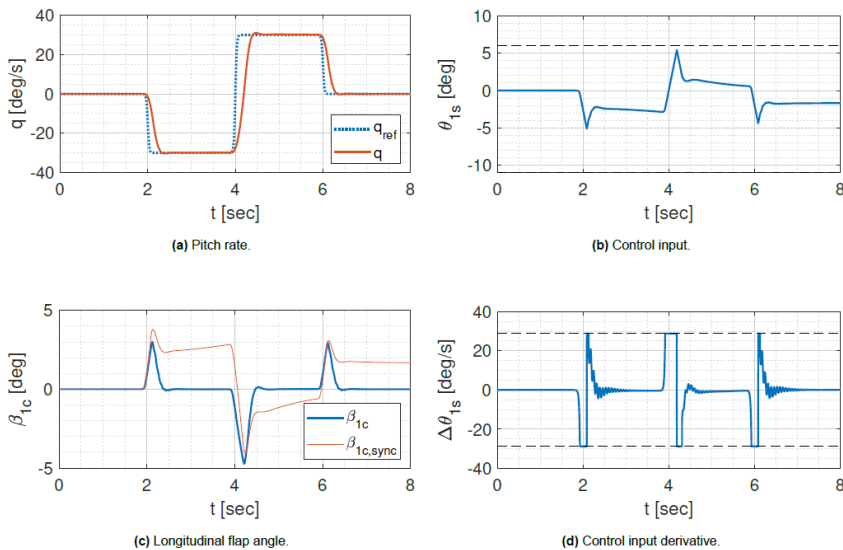 40
20
0
-20
-40
q [deg/s]
q_ref
q
0 2 4 6 8
t [sec]
(a) Pitch rate.
10
5
0
-5
-10
θ_1s [deg]
0 2 4 6 8
t [sec]
(b) Control input.
5
0
-5
β_1c [deg]
β_1c
β_1c,sync
0 2 4 6 8
t [sec]
(c) Longitudinal flap angle.
40
20
0
-20
-40
Δθ_1s [deg/s]
0 2 4 6 8
t [sec]
(d) Control input derivative.